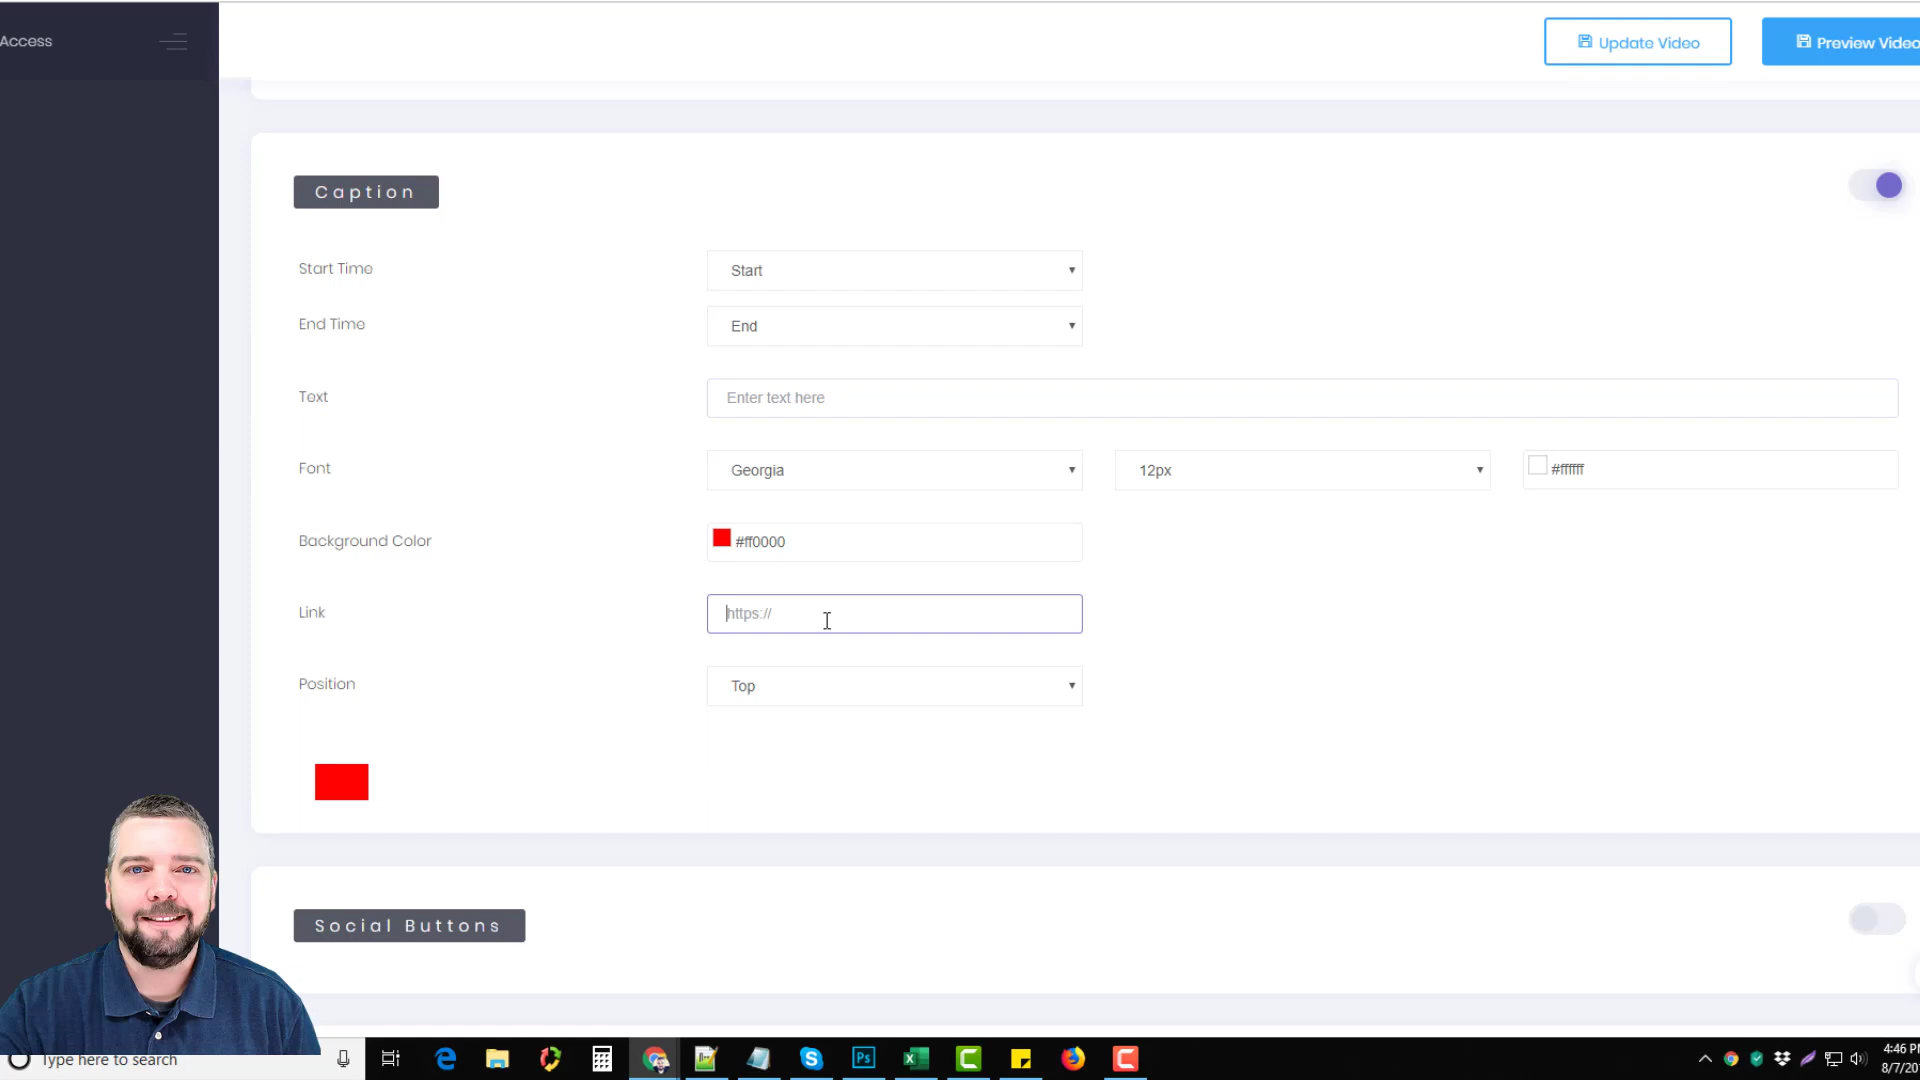 Access
Update Video
Preview Video
Caption
Start Time
Start
End Time
End
Text
Enter text here
Font
Georgia
12px
#ffffff
Background Color
#ff0000
Link
https://
Position
Top
Social Buttons
Type here to search
Ps
4:46 PM
8/7/20